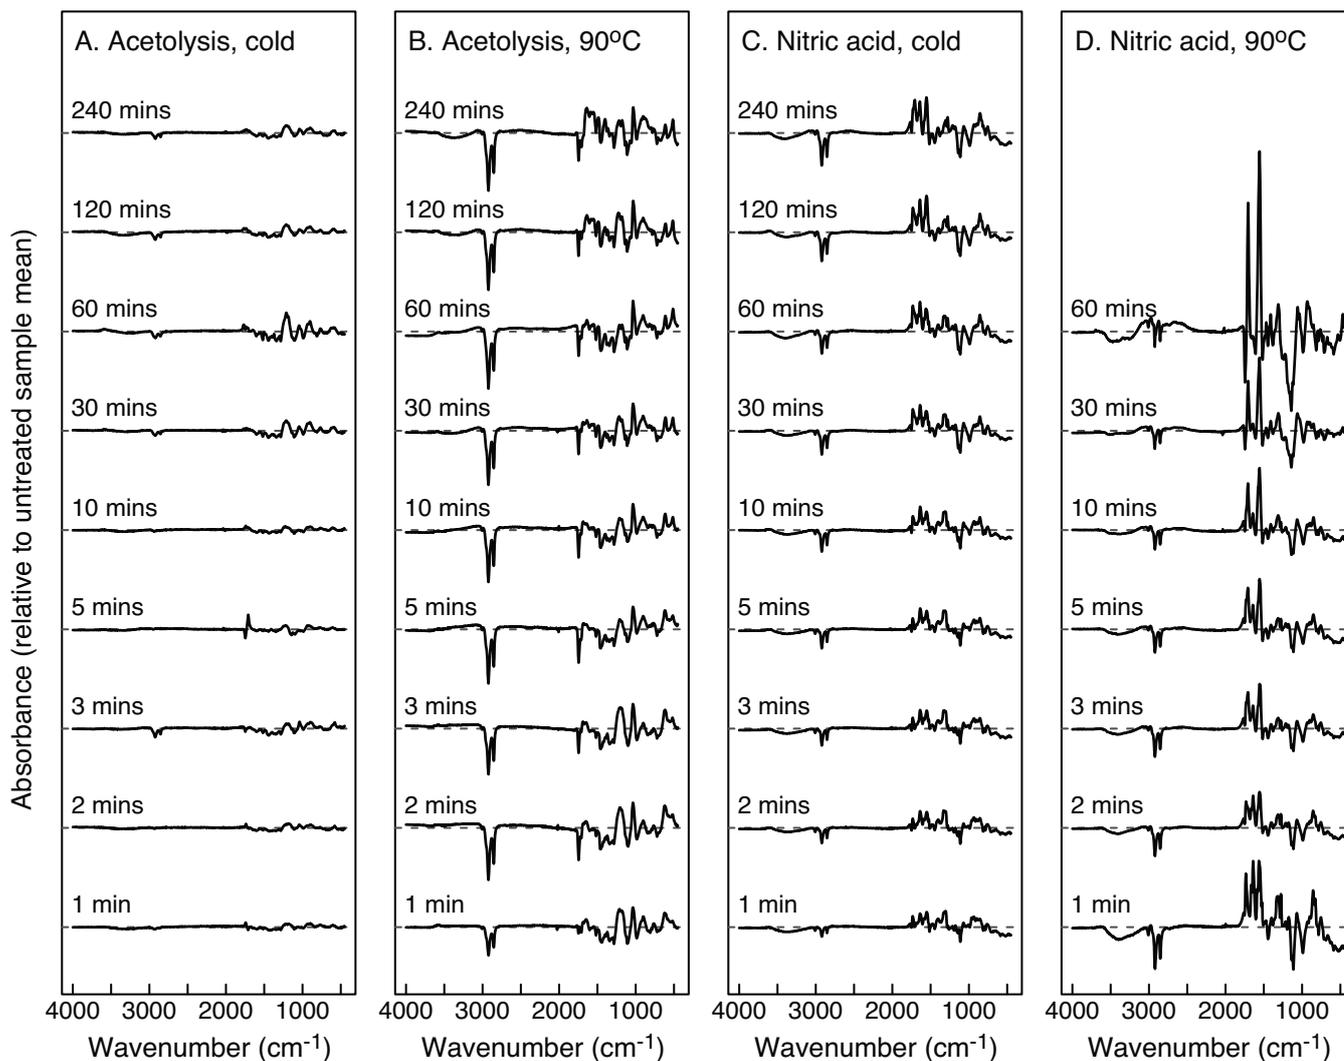 A. Acetolysis, cold
240 mins
120 mins
60 mins
30 mins
10 mins
5 mins
3 mins
2 mins
1 min
4000 3000 2000 1000
Wavenumber (cm-1)
B. Acetolysis, 90ºC
240 mins
120 mins
60 mins
30 mins
10 mins
5 mins
3 mins
2 mins
1 min
4000 3000 2000 1000
Wavenumber (cm-1)
C. Nitric acid, cold
240 mins
120 mins
60 mins
30 mins
10 mins
5 mins
3 mins
2 mins
1 min
4000 3000 2000 1000
Wavenumber (cm-1)
D. Nitric acid, 90ºC
60 mins
30 mins
10 mins
5 mins
3 mins
2 mins
1 min
4000 3000 2000 1000
Wavenumber (cm-1)
Absorbance (relative to untreated sample mean)